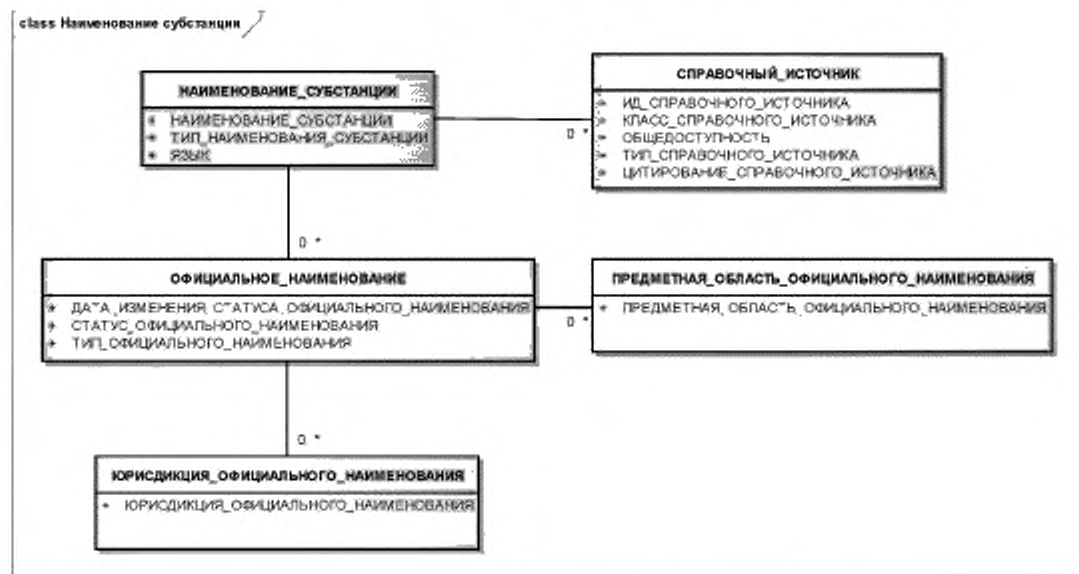 class Наименование субстанции
НАИМЕНОВАНИЕ_СУБСТАНЦИИ
+ НАИМЕНОВАНИЕ_СУБСТАНЦИИ
+ ТИП_НАИМЕНОВАНИЯ_СУБСТАНЦИИ
+ ЯЗЫК
СПРАВОЧНЫЙ_ИСТОЧНИК
+ ИД_СПРАВОЧНОГО_ИСТОЧНИКА
+ КЛАСС_СПРАВОЧНОГО_ИСТОЧНИКА
+ ОБЩЕДОСТУПНОСТЬ
+ ТИП_СПРАВОЧНОГО_ИСТОЧНИКА
+ ЦИТИРОВАНИЕ_СПРАВОЧНОГО_ИСТОЧНИКА
0..*
0..*
ОФИЦИАЛЬНОЕ_НАИМЕНОВАНИЕ
+ ДАТА_ИЗМЕНЕНИЯ_СТАТУСА_ОФИЦИАЛЬНОГО_НАИМЕНОВАНИЯ
+ СТАТУС_ОФИЦИАЛЬНОГО_НАИМЕНОВАНИЯ
+ ТИП_ОФИЦИАЛЬНОГО_НАИМЕНОВАНИЯ
ПРЕДМЕТНАЯ_ОБЛАСТЬ_ОФИЦИАЛЬНОГО_НАИМЕНОВАНИЯ
+ ПРЕДМЕТНАЯ_ОБЛАСТЬ_ОФИЦИАЛЬНОГО_НАИМЕНОВАНИЯ
0..*
0..*
ЮРИСДИКЦИЯ_ОФИЦИАЛЬНОГО_НАИМЕНОВАНИЯ
+ ЮРИСДИКЦИЯ_ОФИЦИАЛЬНОГО_НАИМЕНОВАНИЯ